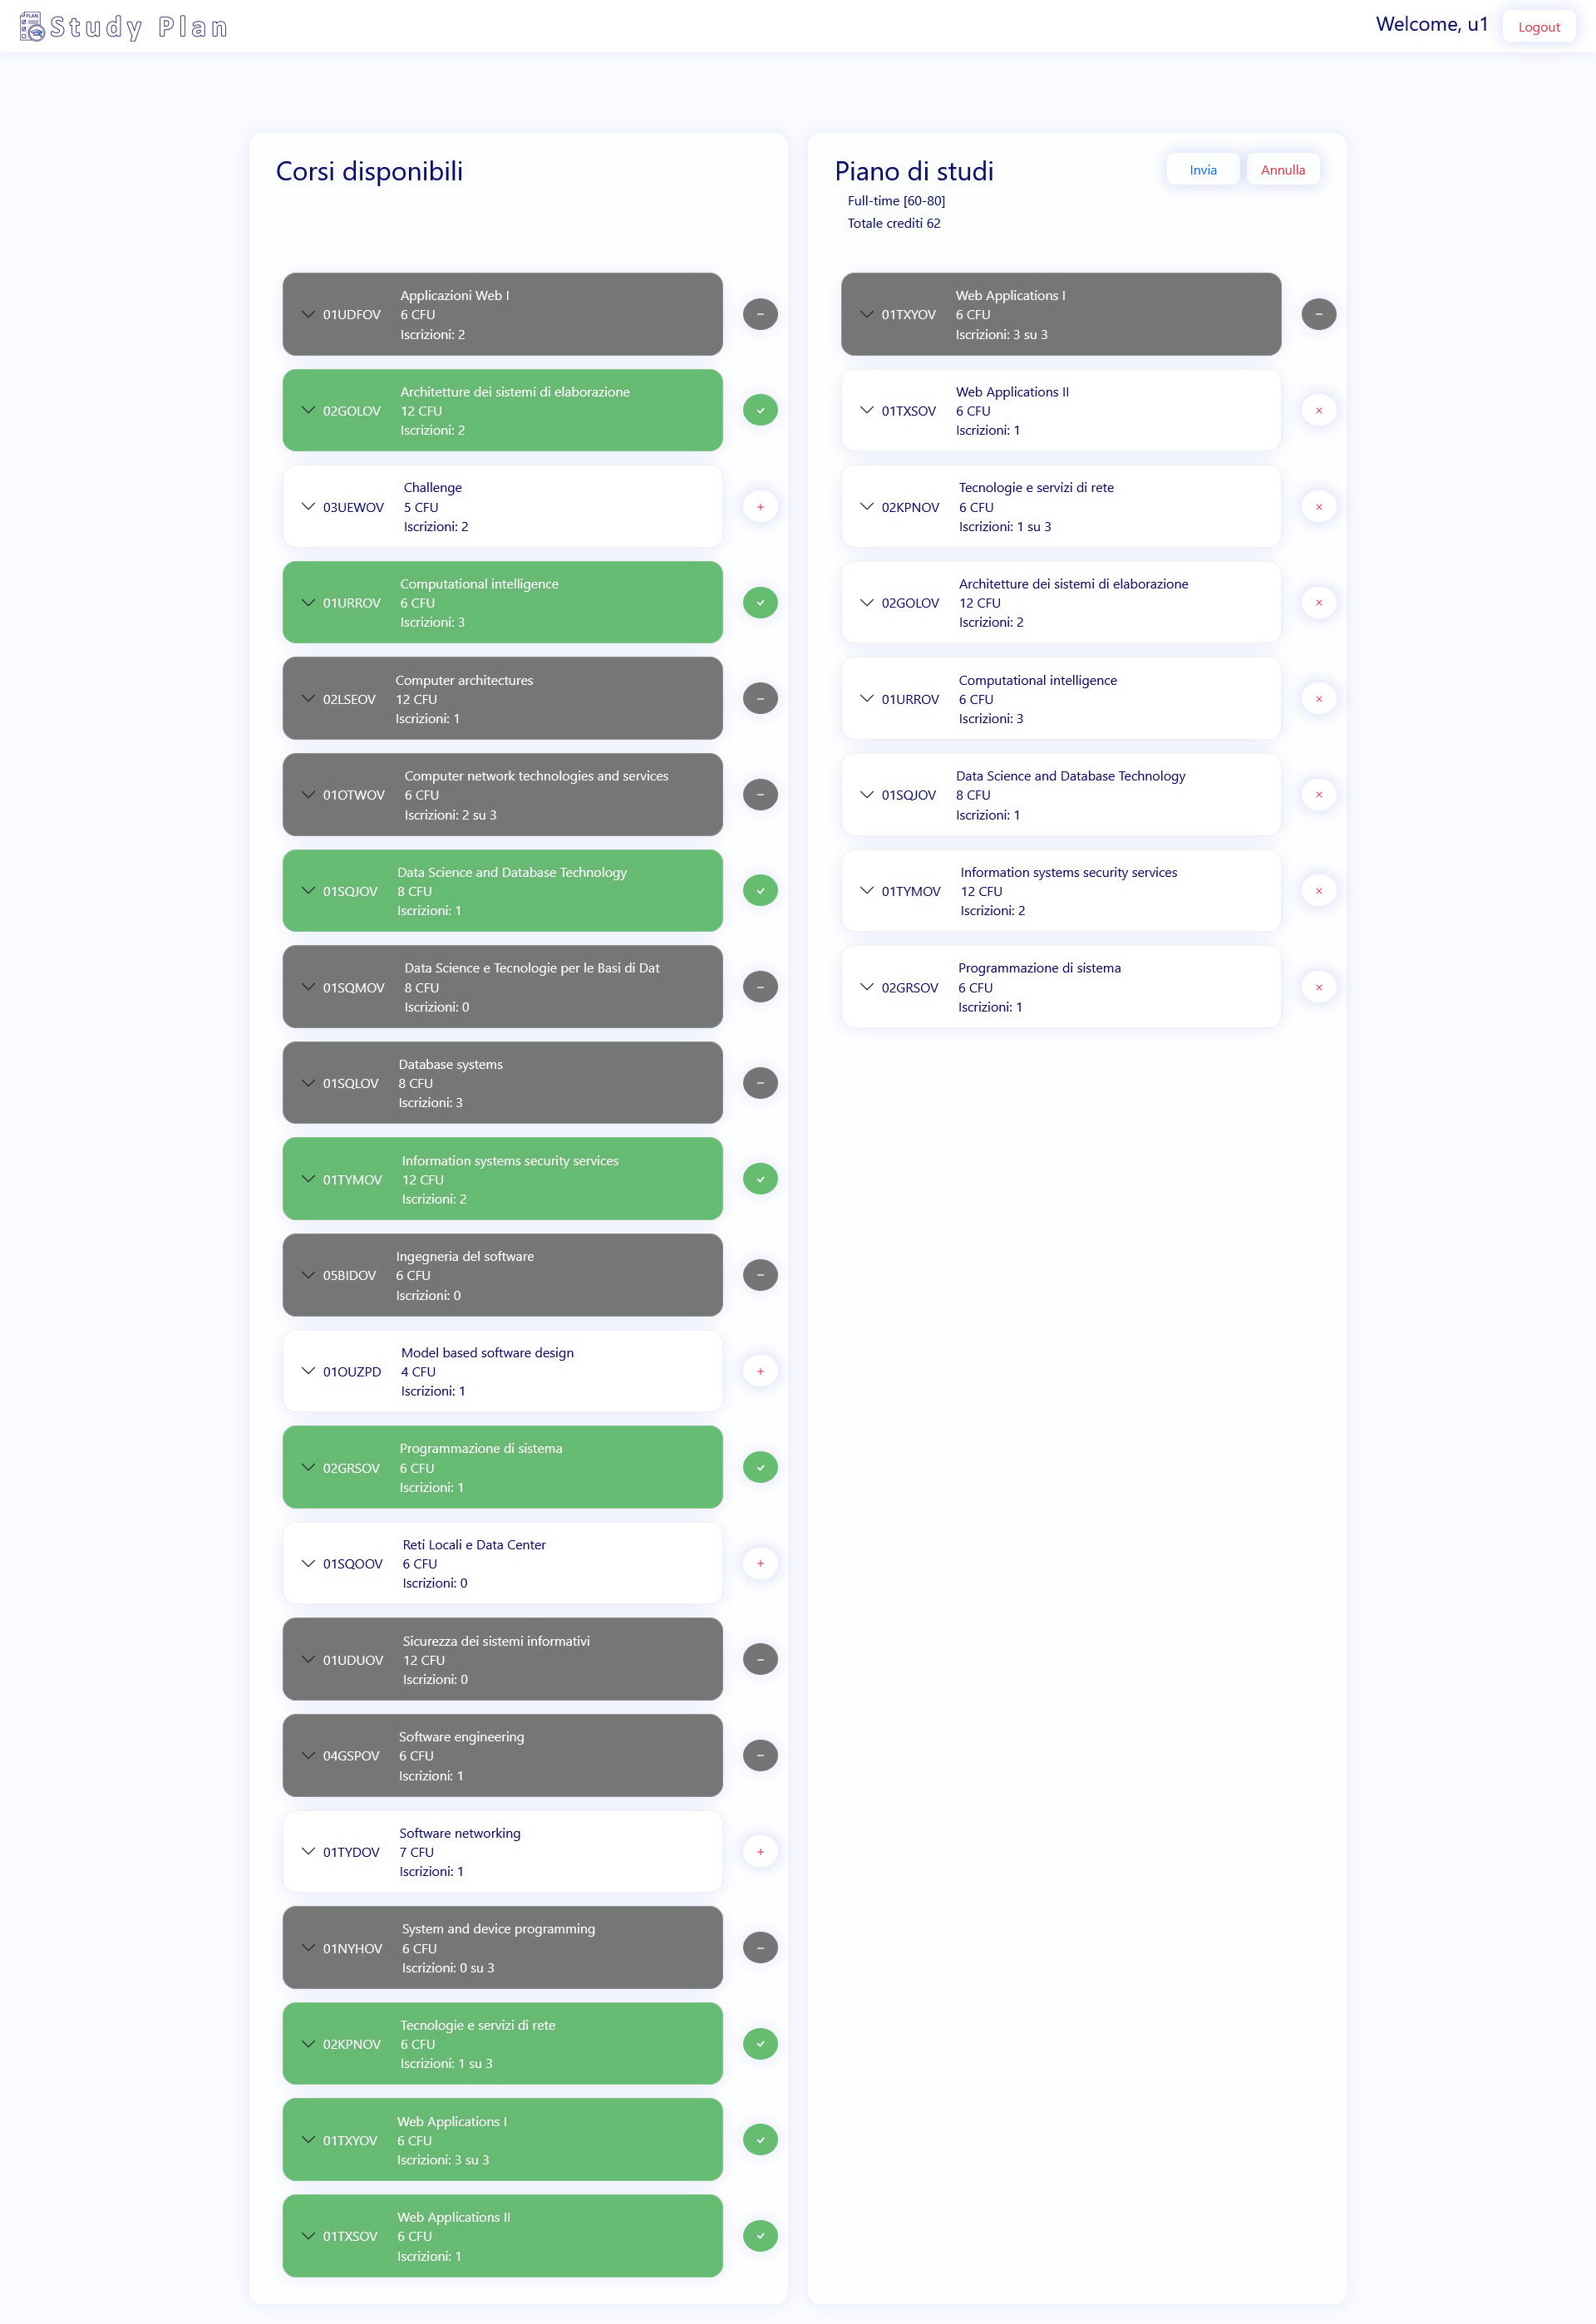 PLAN
Study Plan
Welcome, u1
Logout
Corsi disponibili
01UDFOV
Applicazioni Web I
6 CFU
Iscrizioni: 2
02GOLOV
Architetture dei sistemi di elaborazione
12 CFU
Iscrizioni: 2
03UEWOV
Challenge
5 CFU
Iscrizioni: 2
01URROV
Computational intelligence
6 CFU
Iscrizioni: 3
02LSEOV
Computer architectures
12 CFU
Iscrizioni: 1
01OTWOV
Computer network technologies and services
6 CFU
Iscrizioni: 2 su 3
01SQJOV
Data Science and Database Technology
8 CFU
Iscrizioni: 1
01SQMOV
Data Science e Tecnologie per le Basi di Dat
8 CFU
Iscrizioni: 0
01SQLOV
Database systems
8 CFU
Iscrizioni: 3
01TYMOV
Information systems security services
12 CFU
Iscrizioni: 2
05BIDOV
Ingegneria del software
6 CFU
Iscrizioni: 0
01OUZPD
Model based software design
4 CFU
Iscrizioni: 1
02GRSOV
Programmazione di sistema
6 CFU
Iscrizioni: 1
01SQOOV
Reti Locali e Data Center
6 CFU
Iscrizioni: 0
01UDUOV
Sicurezza dei sistemi informativi
12 CFU
Iscrizioni: 0
04GSPOV
Software engineering
6 CFU
Iscrizioni: 1
01TYDOV
Software networking
7 CFU
Iscrizioni: 1
01NYHOV
System and device programming
6 CFU
Iscrizioni: 0 su 3
02KPNOV
Tecnologie e servizi di rete
6 CFU
Iscrizioni: 1 su 3
01TXYOV
Web Applications I
6 CFU
Iscrizioni: 3 su 3
01TXSOV
Web Applications II
6 CFU
Iscrizioni: 1
Piano di studi
Invia
Annulla
Full-time [60-80]
Totale crediti 62
01TXYOV
Web Applications I
6 CFU
Iscrizioni: 3 su 3
01TXSOV
Web Applications II
6 CFU
Iscrizioni: 1
02KPNOV
Tecnologie e servizi di rete
6 CFU
Iscrizioni: 1 su 3
02GOLOV
Architetture dei sistemi di elaborazione
12 CFU
Iscrizioni: 2
01URROV
Computational intelligence
6 CFU
Iscrizioni: 3
01SQJOV
Data Science and Database Technology
8 CFU
Iscrizioni: 1
01TYMOV
Information systems security services
12 CFU
Iscrizioni: 2
02GRSOV
Programmazione di sistema
6 CFU
Iscrizioni: 1